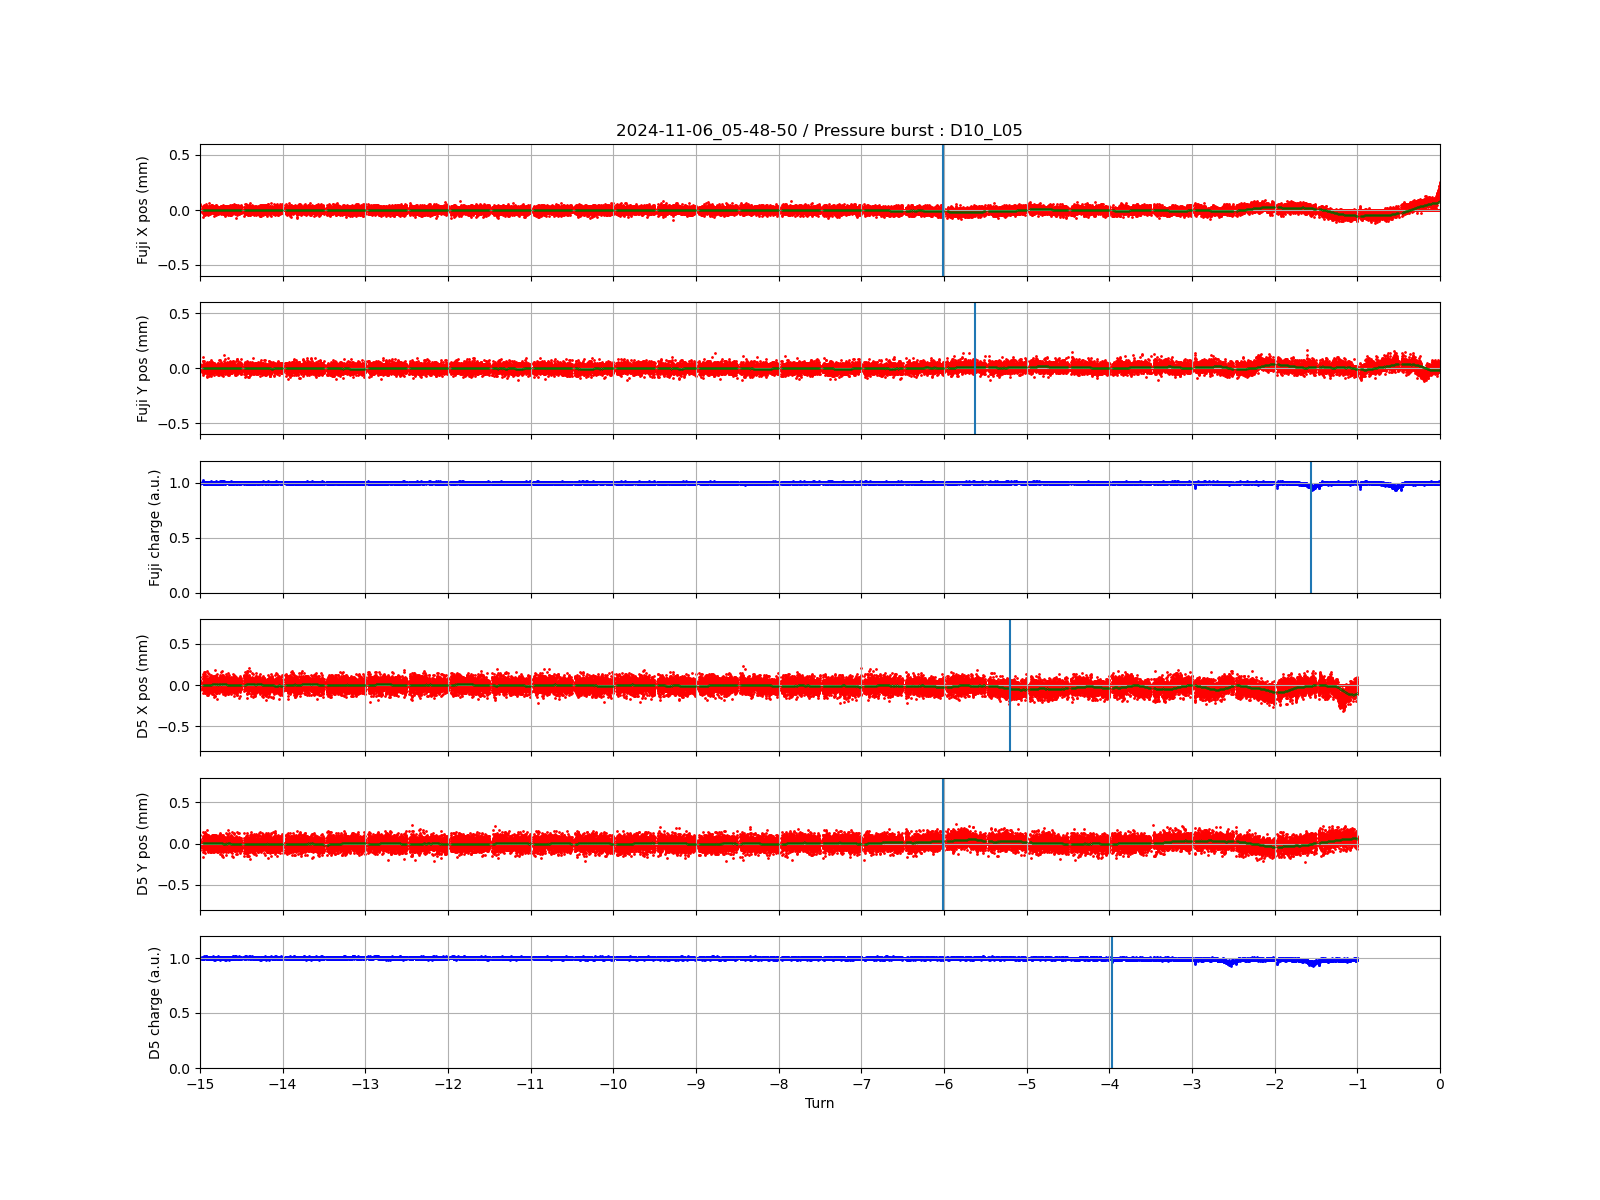 2024-11-06_05-48-50 / Pressure burst : D10_L05
Fuji X pos (mm)
0.5
0.0
−0.5
Fuji Y pos (mm)
0.5
0.0
−0.5
Fuji charge (a.u.)
1.0
0.5
0.0
D5 X pos (mm)
0.5
0.0
−0.5
D5 Y pos (mm)
0.5
0.0
−0.5
D5 charge (a.u.)
1.0
0.5
0.0
−15 −14 −13 −12 −11 −10 −9 −8 −7 −6 −5 −4 −3 −2 −1 0
Turn